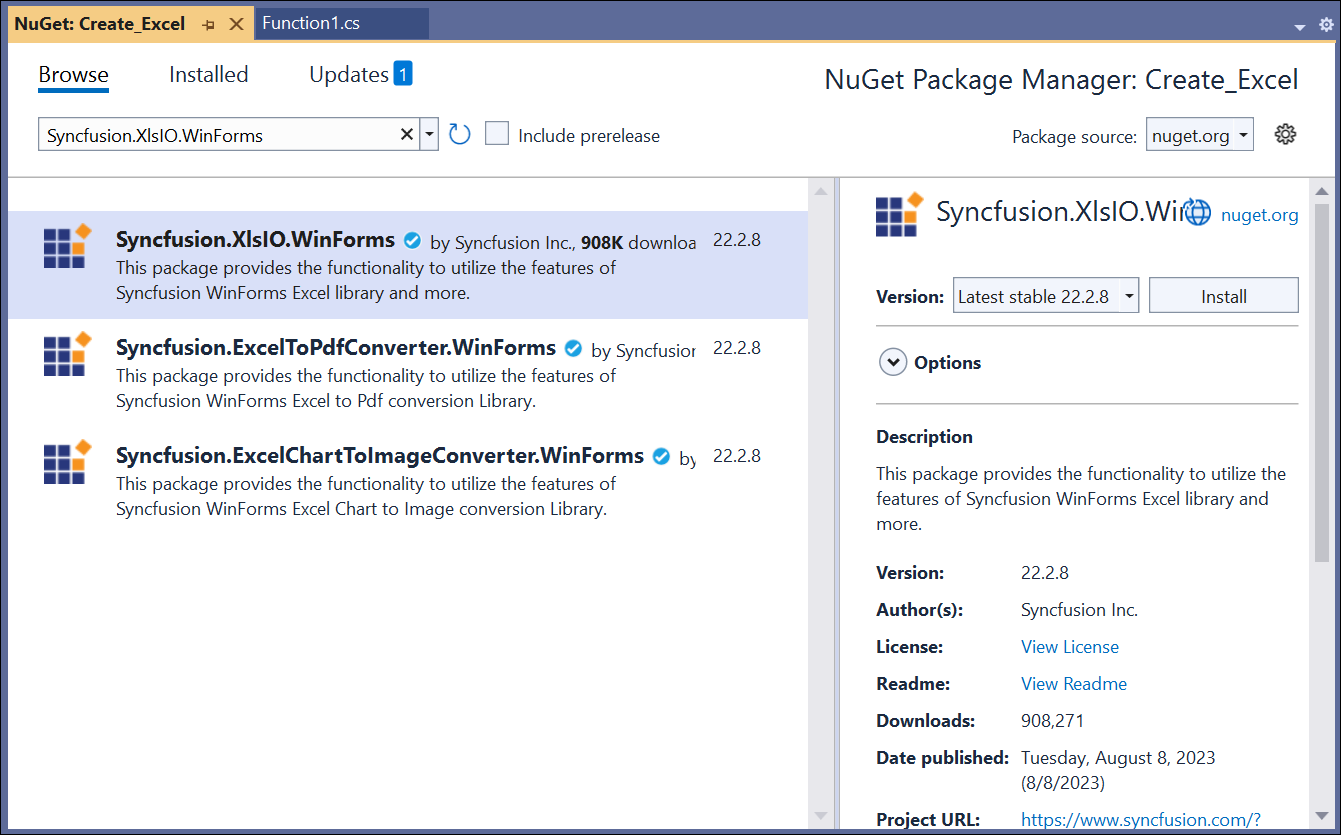 NuGet: Create_Excel
Function1.cs
Browse
Installed
Updates 1
NuGet Package Manager: Create_Excel
Syncfusion.XlsIO.WinForms
Include prerelease
Package source: nuget.org
Syncfusion.XlsIO.WinForms by Syncfusion Inc., 908K downloa 22.2.8
This package provides the functionality to utilize the features of
Syncfusion WinForms Excel library and more.
Syncfusion.ExcelToPdfConverter.WinForms by Syncfusion 22.2.8
This package provides the functionality to utilize the features of
Syncfusion WinForms Excel to Pdf conversion Library.
Syncfusion.ExcelChartToImageConverter.WinForms by 22.2.8
This package provides the functionality to utilize the features of
Syncfusion WinForms Excel Chart to Image conversion Library.
Syncfusion.XlsIO.Win nuget.org
Version: Latest stable 22.2.8 Install
Options
Description
This package provides the functionality to utilize the
features of Syncfusion WinForms Excel library and
more.
Version: 22.2.8
Author(s): Syncfusion Inc.
License: View License
Readme: View Readme
Downloads: 908,271
Date published: Tuesday, August 8, 2023
(8/8/2023)
Project URL: https://www.syncfusion.com/?